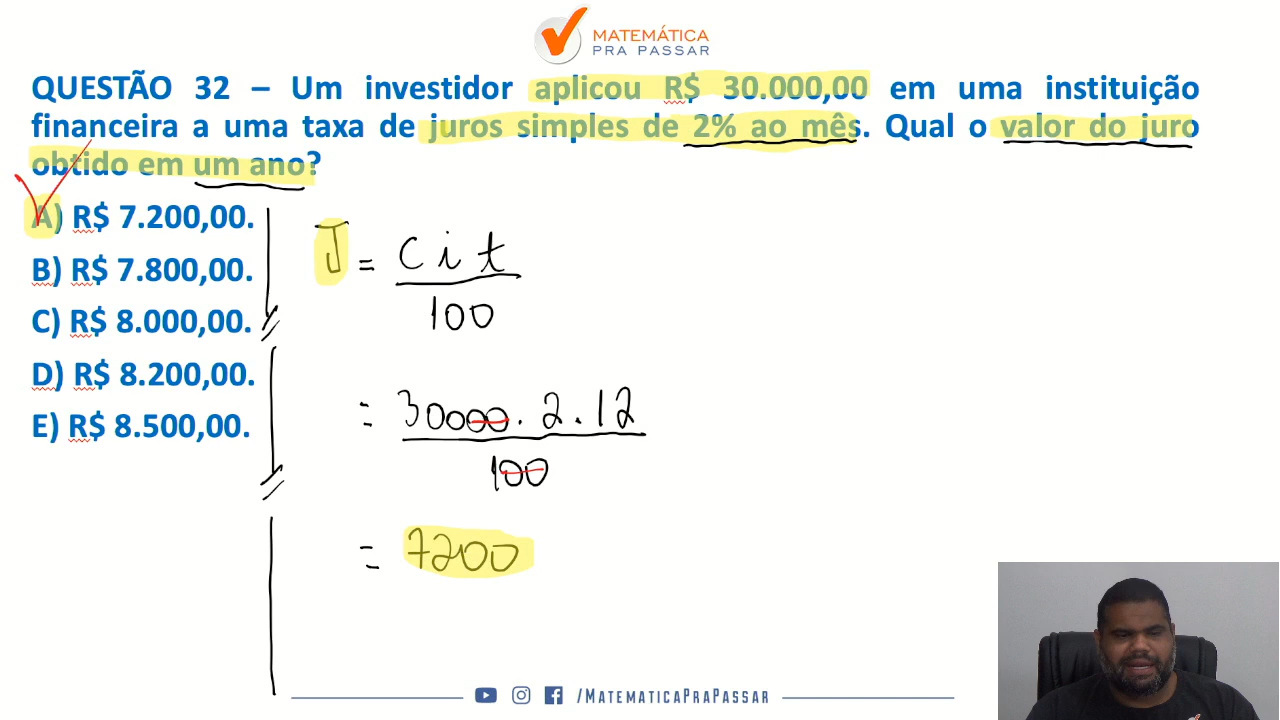 MATEMÁTICA
PRA PASSAR
QUESTÃO 32 – Um investidor aplicou R$ 30.000,00 em uma instituição
financeira a uma taxa de juros simples de 2% ao mês. Qual o valor do juro
obtido em um ano?
A) R$ 7.200,00.
B) R$ 7.800,00.
C) R$ 8.000,00.
D) R$ 8.200,00.
E) R$ 8.500,00.
J = c i t
100
= 30000 . 2 . 12
100
= 7200
/MATEMATICAPRAPASSAR